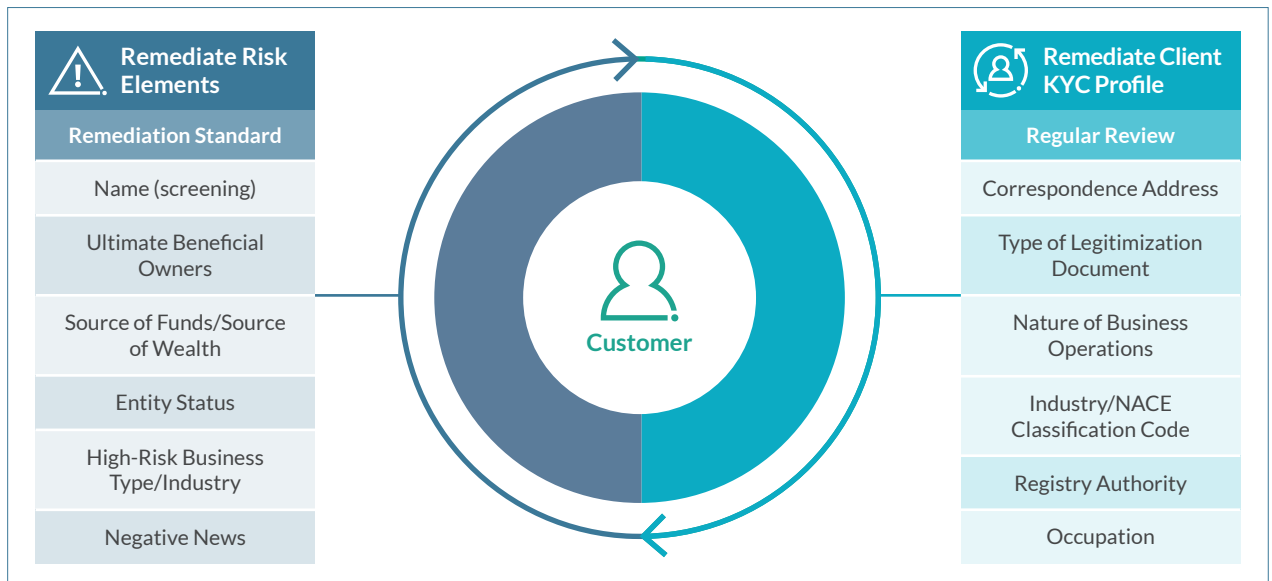 Remediate Risk
Elements
Remediation Standard
Name (screening)
Ultimate Beneficial
Owners
Source of Funds/Source
of Wealth
Entity Status
High-Risk Business
Type/Industry
Negative News
Customer
Remediate Client
KYC Profile
Regular Review
Correspondence Address
Type of Legitimization
Document
Nature of Business
Operations
Industry/NACE
Classification Code
Registry Authority
Occupation